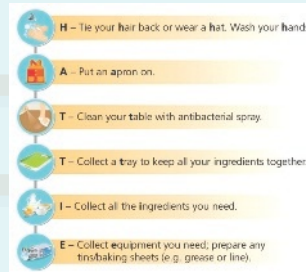 H – Tie your hair back or wear a hat. Wash your hands
A – Put an apron on.
T – Clean your table with antibacterial spray.
T – Collect a tray to keep all your ingredients together
I – Collect all the ingredients you need.
E – Collect equipment you need; prepare any
tins/baking sheets (e.g. grease or line).